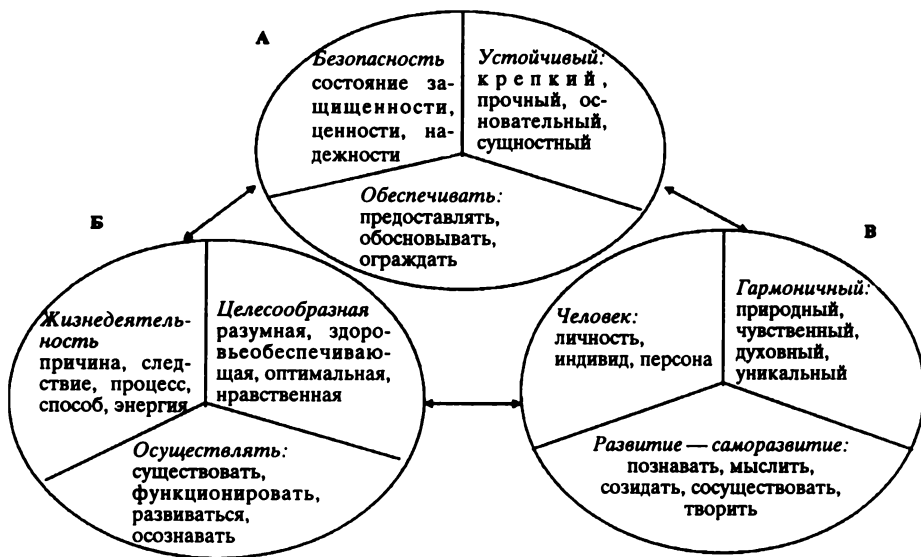 А
Безопасность
состояние за-
щищенности,
ценности, на-
дежности
Устойчивый:
крепкий,
прочный, ос-
новательный,
сущностный
Обеспечивать:
предоставлять,
обосновывать,
ограждать
Б
Жизнедеятель-
ность
причина, след-
ствие, процесс,
способ, энергия
Целесообразная
разумная, здоро-
вьеобеспечиваю-
щая, оптимальная,
нравственная
Осуществлять:
существовать,
функционировать,
развиваться,
осознавать
В
Человек:
личность,
индивид, персона
Гармоничный:
природный,
чувственный,
духовный,
уникальный
Развитие — саморазвитие:
познавать, мыслить,
созидать, сосуществовать,
творить